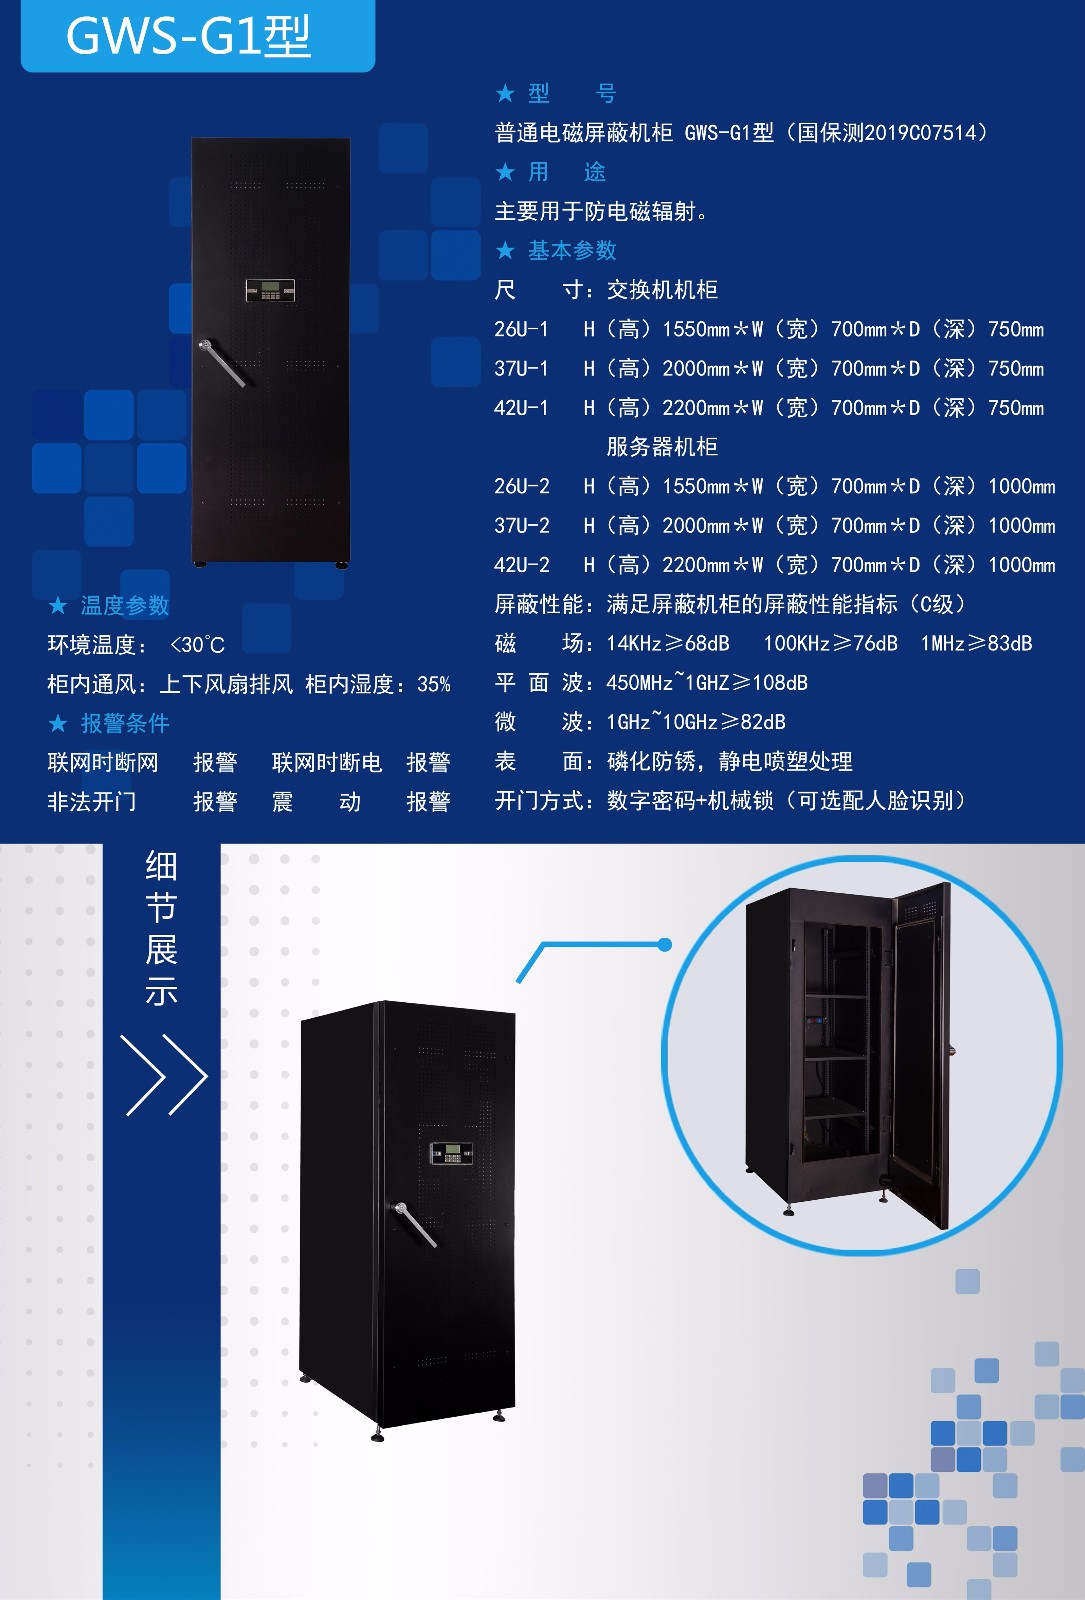 GWS-G1型
★ 型 号
普通电磁屏蔽机柜 GWS-G1型（国保测2019C07514）
★ 用 途
主要用于防电磁辐射。
★ 基本参数
尺 寸：交换机机柜
26U-1 H（高）1550mm＊W（宽）700mm＊D（深）750mm
37U-1 H（高）2000mm＊W（宽）700mm＊D（深）750mm
42U-1 H（高）2200mm＊W（宽）700mm＊D（深）750mm
服务器机柜
26U-2 H（高）1550mm＊W（宽）700mm＊D（深）1000mm
37U-2 H（高）2000mm＊W（宽）700mm＊D（深）1000mm
42U-2 H（高）2200mm＊W（宽）700mm＊D（深）1000mm
屏蔽性能：满足屏蔽机柜的屏蔽性能指标（C级）
磁 场：14KHz≥68dB 100KHz≥76dB 1MHz≥83dB
平 面 波：450MHz~1GHZ≥108dB
微 波：1GHz~10GHz≥82dB
表 面：磷化防锈，静电喷塑处理
开门方式：数字密码+机械锁（可选配人脸识别）
★ 温度参数
环境温度： <30℃
柜内通风：上下风扇排风 柜内湿度：35%
★ 报警条件
联网时断网 报警 联网时断电 报警
非法开门 报警 震 动 报警
细节展示